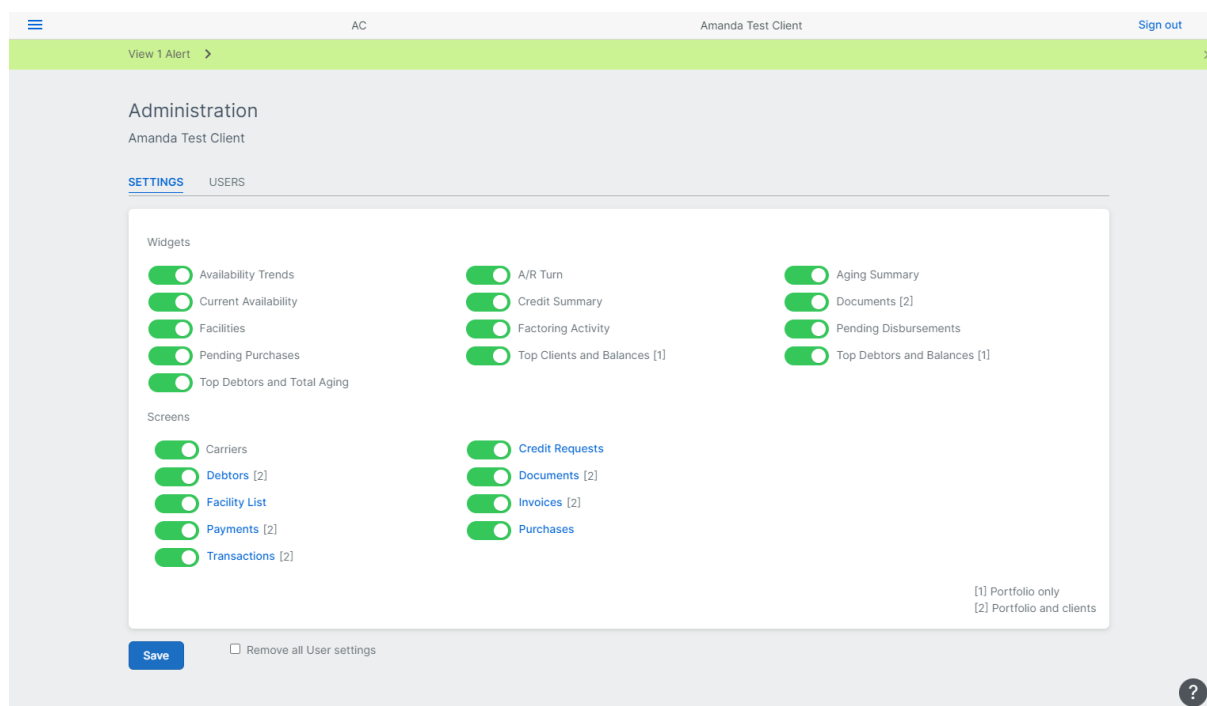 AC Amanda Test Client Sign out
View 1 Alert
Administration
Amanda Test Client
SETTINGS USERS
Widgets
Availability Trends A/R Turn Aging Summary
Current Availability Credit Summary Documents [2]
Facilities Factoring Activity Pending Disbursements
Pending Purchases Top Clients and Balances [1] Top Debtors and Balances [1]
Top Debtors and Total Aging
Screens
Carriers Credit Requests
Debtors [2] Documents [2]
Facility List Invoices [2]
Payments [2] Purchases
Transactions [2]
[1] Portfolio only
[2] Portfolio and clients
Save Remove all User settings
?